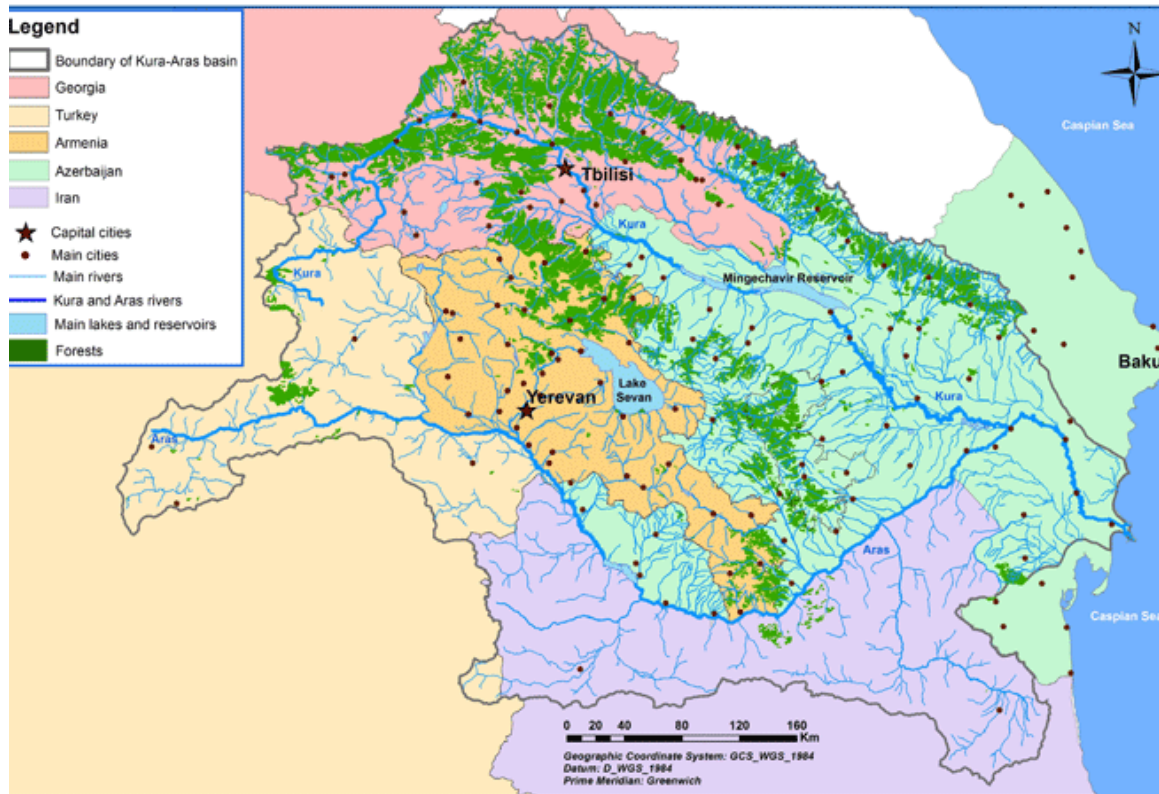 Legend
Boundary of Kura-Aras basin
Georgia
Turkey
Armenia
Azerbaijan
Iran
Capital cities
Main cities
Main rivers
Kura and Aras rivers
Main lakes and reservoirs
Forests
N
Caspian Sea
Tbilisi
Kura
Kura
Mingechavir Reservoir
Baku
Lake
Sevan
Yerevan
Kura
Aras
Aras
Caspian Sea
0 20 40 80 120 160
Km
Geographic Coordinate System: GCS_WGS_1984
Datum: D_WGS_1984
Prime Meridian: Greenwich